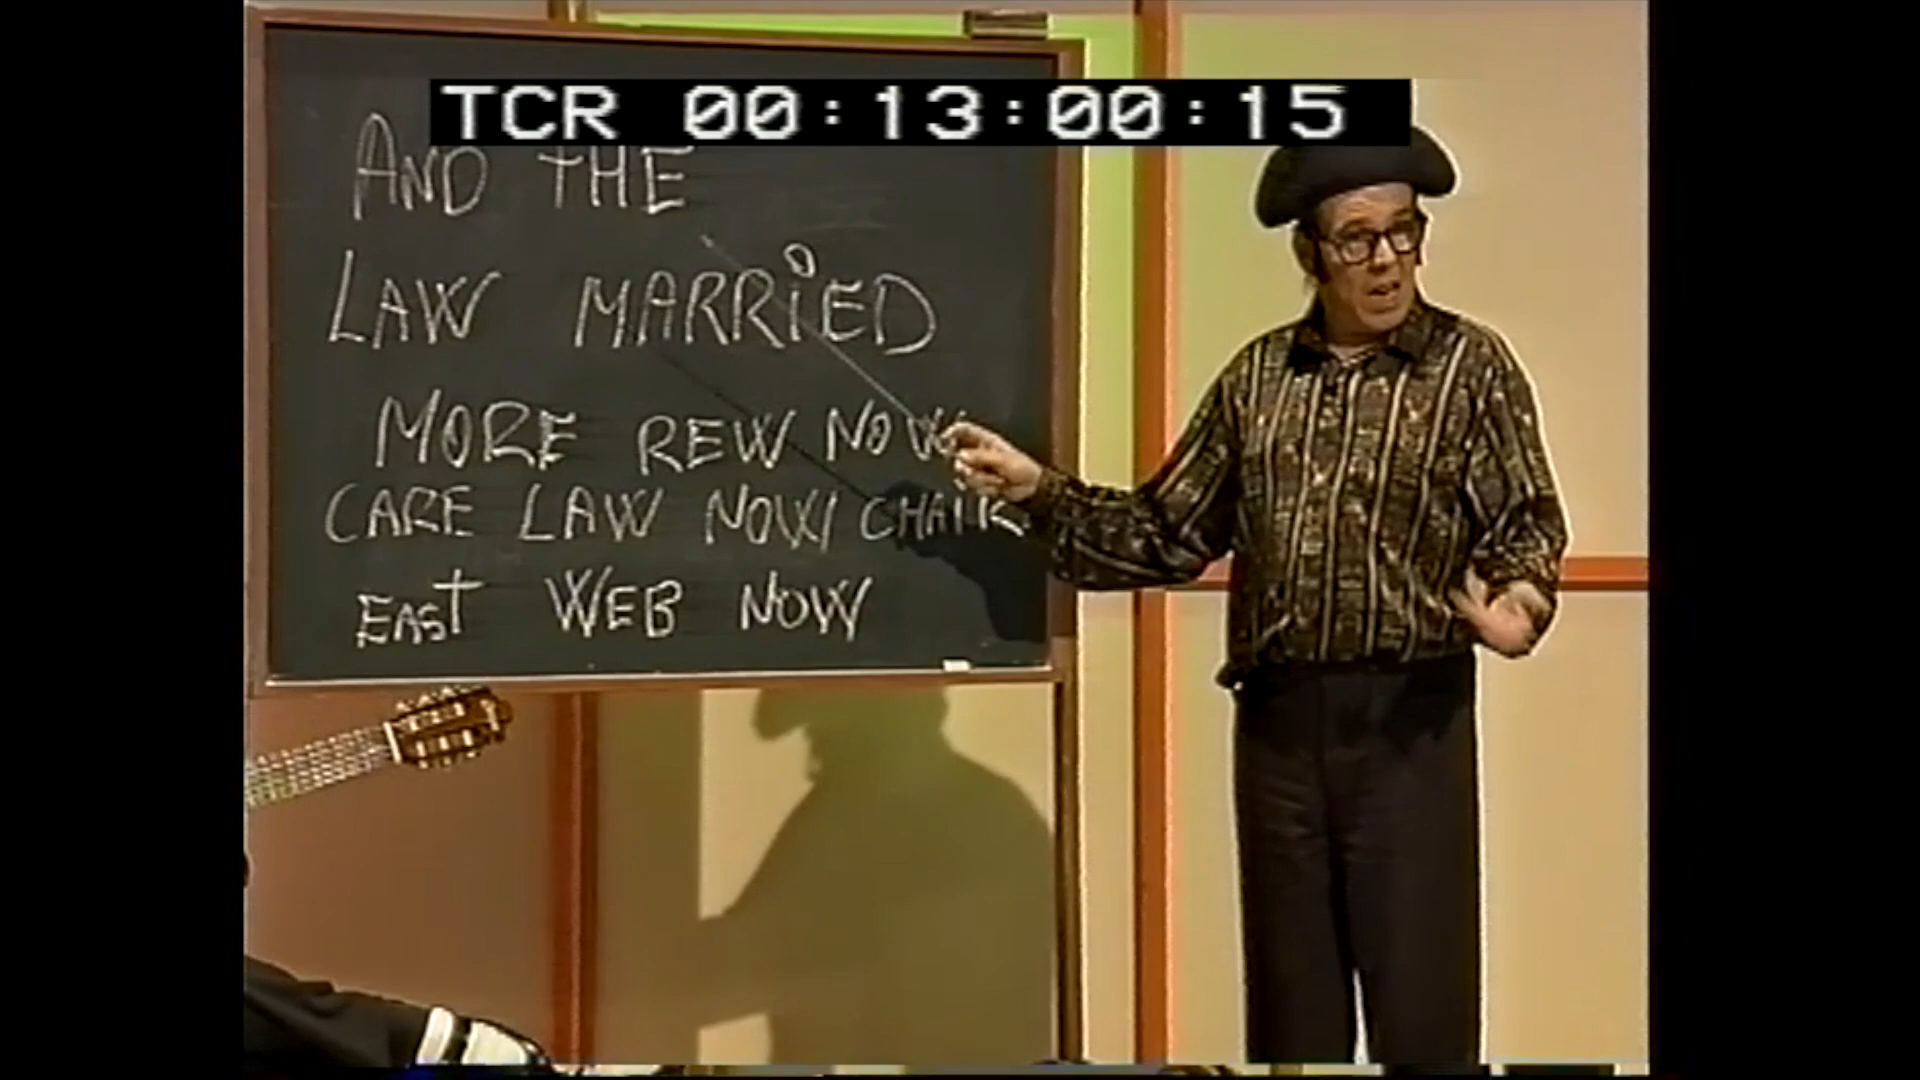 TCR 00:13:00:15
AND THE
LAW MARRiED
MORE REW NOW
CARE LAW NOW CHAIR
EAST WEB NOW